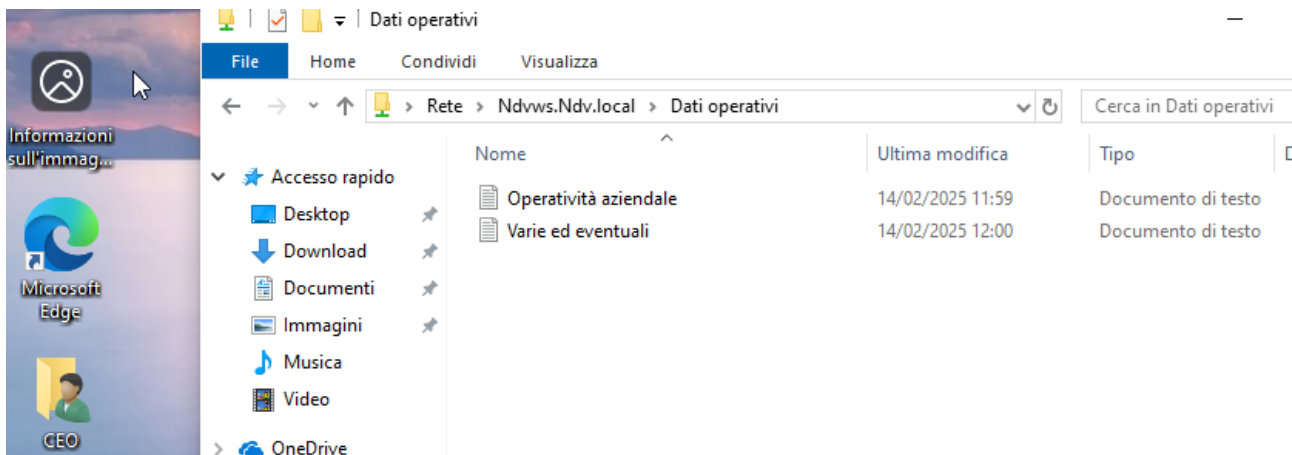 Dati operativi
File Home Condividi Visualizza
Rete > Ndvws.Ndv.local > Dati operativi
Cerca in Dati operativi
Informazioni
sull'immag...
Microsoft
Edge
CEO
Accesso rapido
Desktop
Download
Documenti
Immagini
Musica
Video
OneDrive
Nome Ultima modifica Tipo
Operatività aziendale 14/02/2025 11:59 Documento di testo
Varie ed eventuali 14/02/2025 12:00 Documento di testo